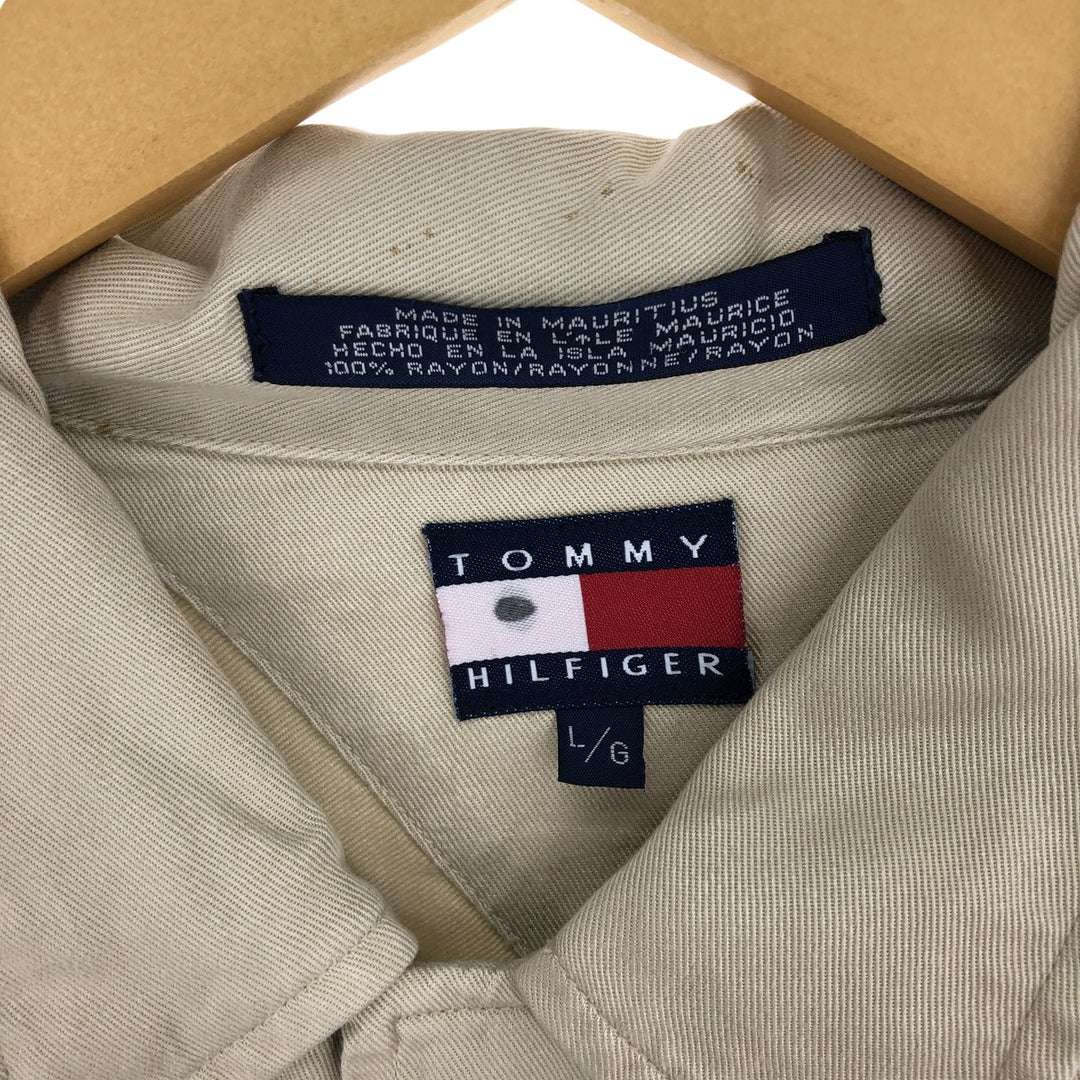 MADE IN MAURITIUS
FABRIQUE EN L'ILE MAURICE
HECHO EN LA ISLA MAURICIO
100% RAYON/RAYONNE/RAYON
TOMMY
HILFIGER
L/G